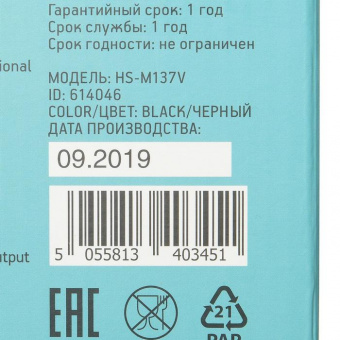 Гарантийный срок: 1 год
Срок службы: 1 год
Срок годности: не ограничен
ional
МОДЕЛЬ: HS-M137V
ID: 614046
COLOR/ЦВЕТ: BLACK/ЧЕРНЫЙ
ДАТА ПРОИЗВОДСТВА:
09.2019
5 055813 403451
utput
EAC
21
PAP